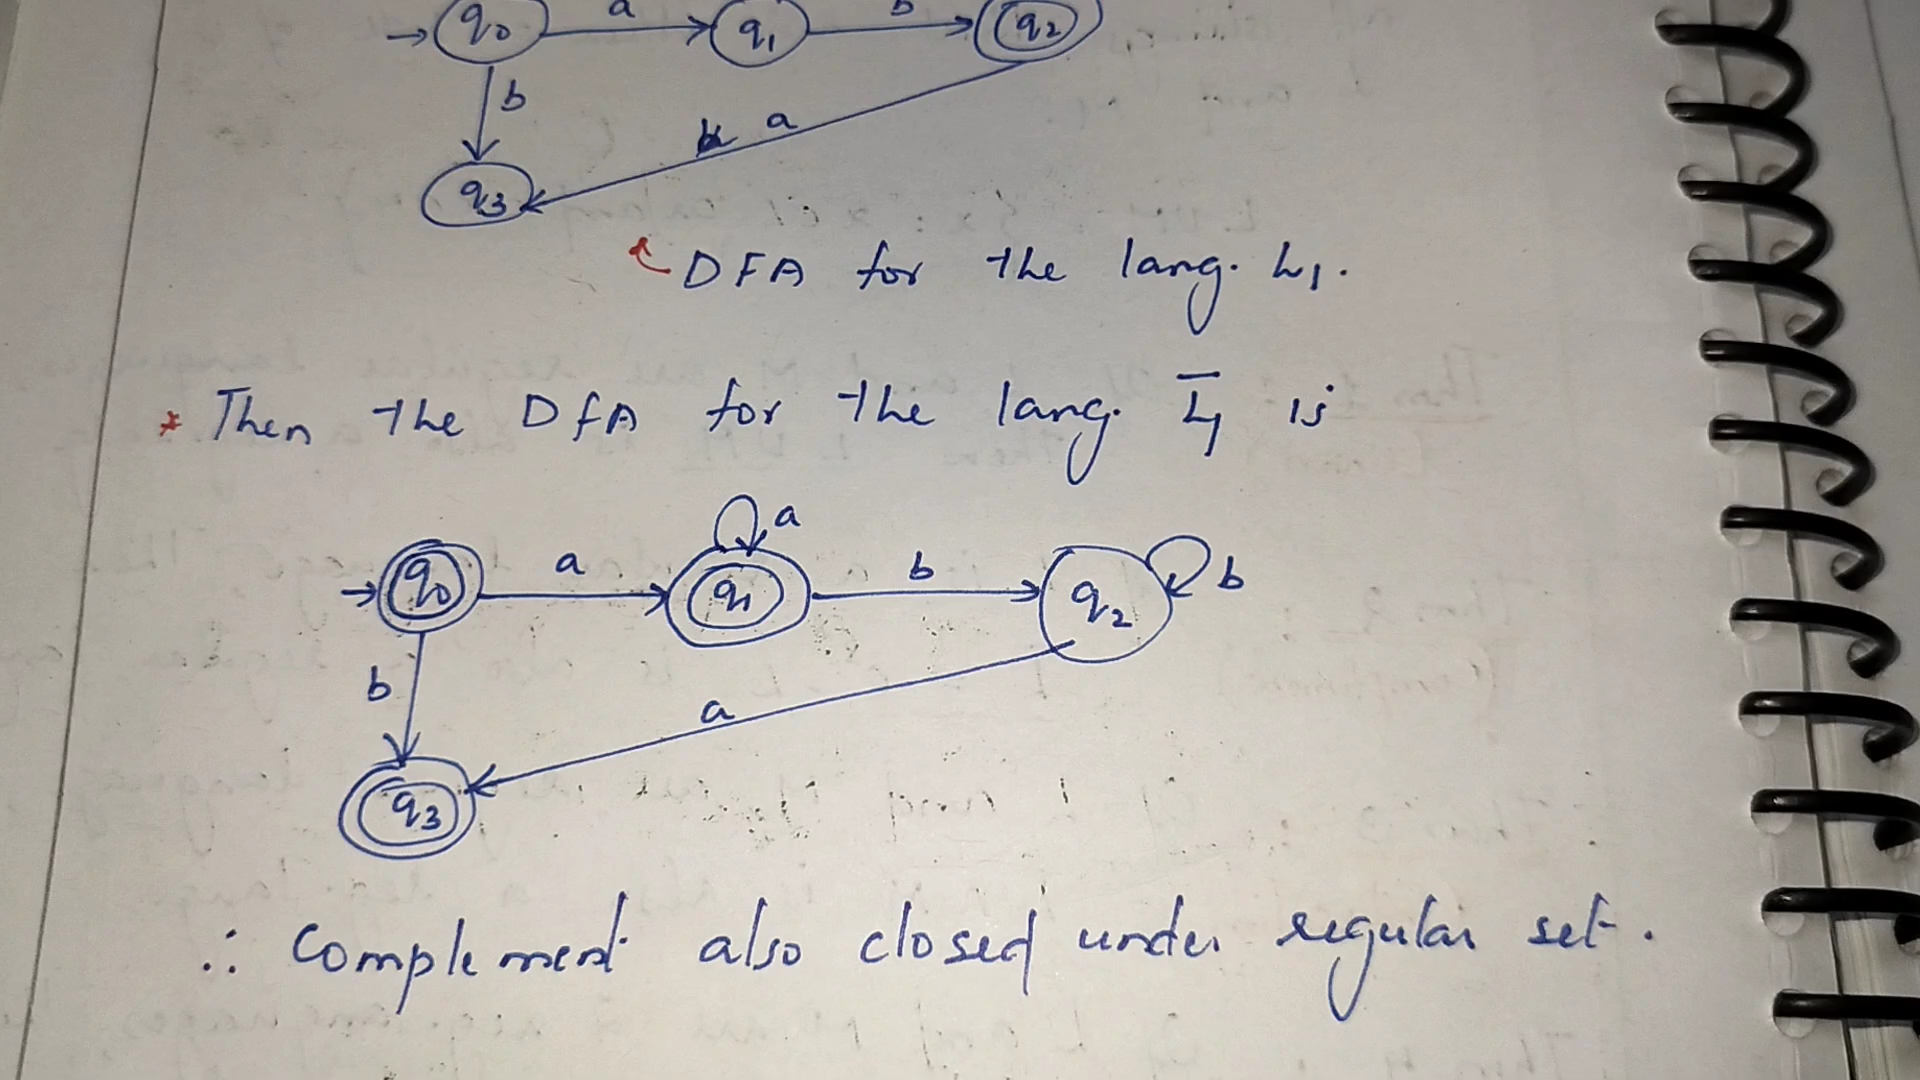 → q0 a q1 b q2
b
a
q3
DFA for the lang. L1.
* Then the DFA for the lang. L̅1 is
a
→ q0 a q1 b q2 b
b
a
q3
∴ Complement also closed under regular set.